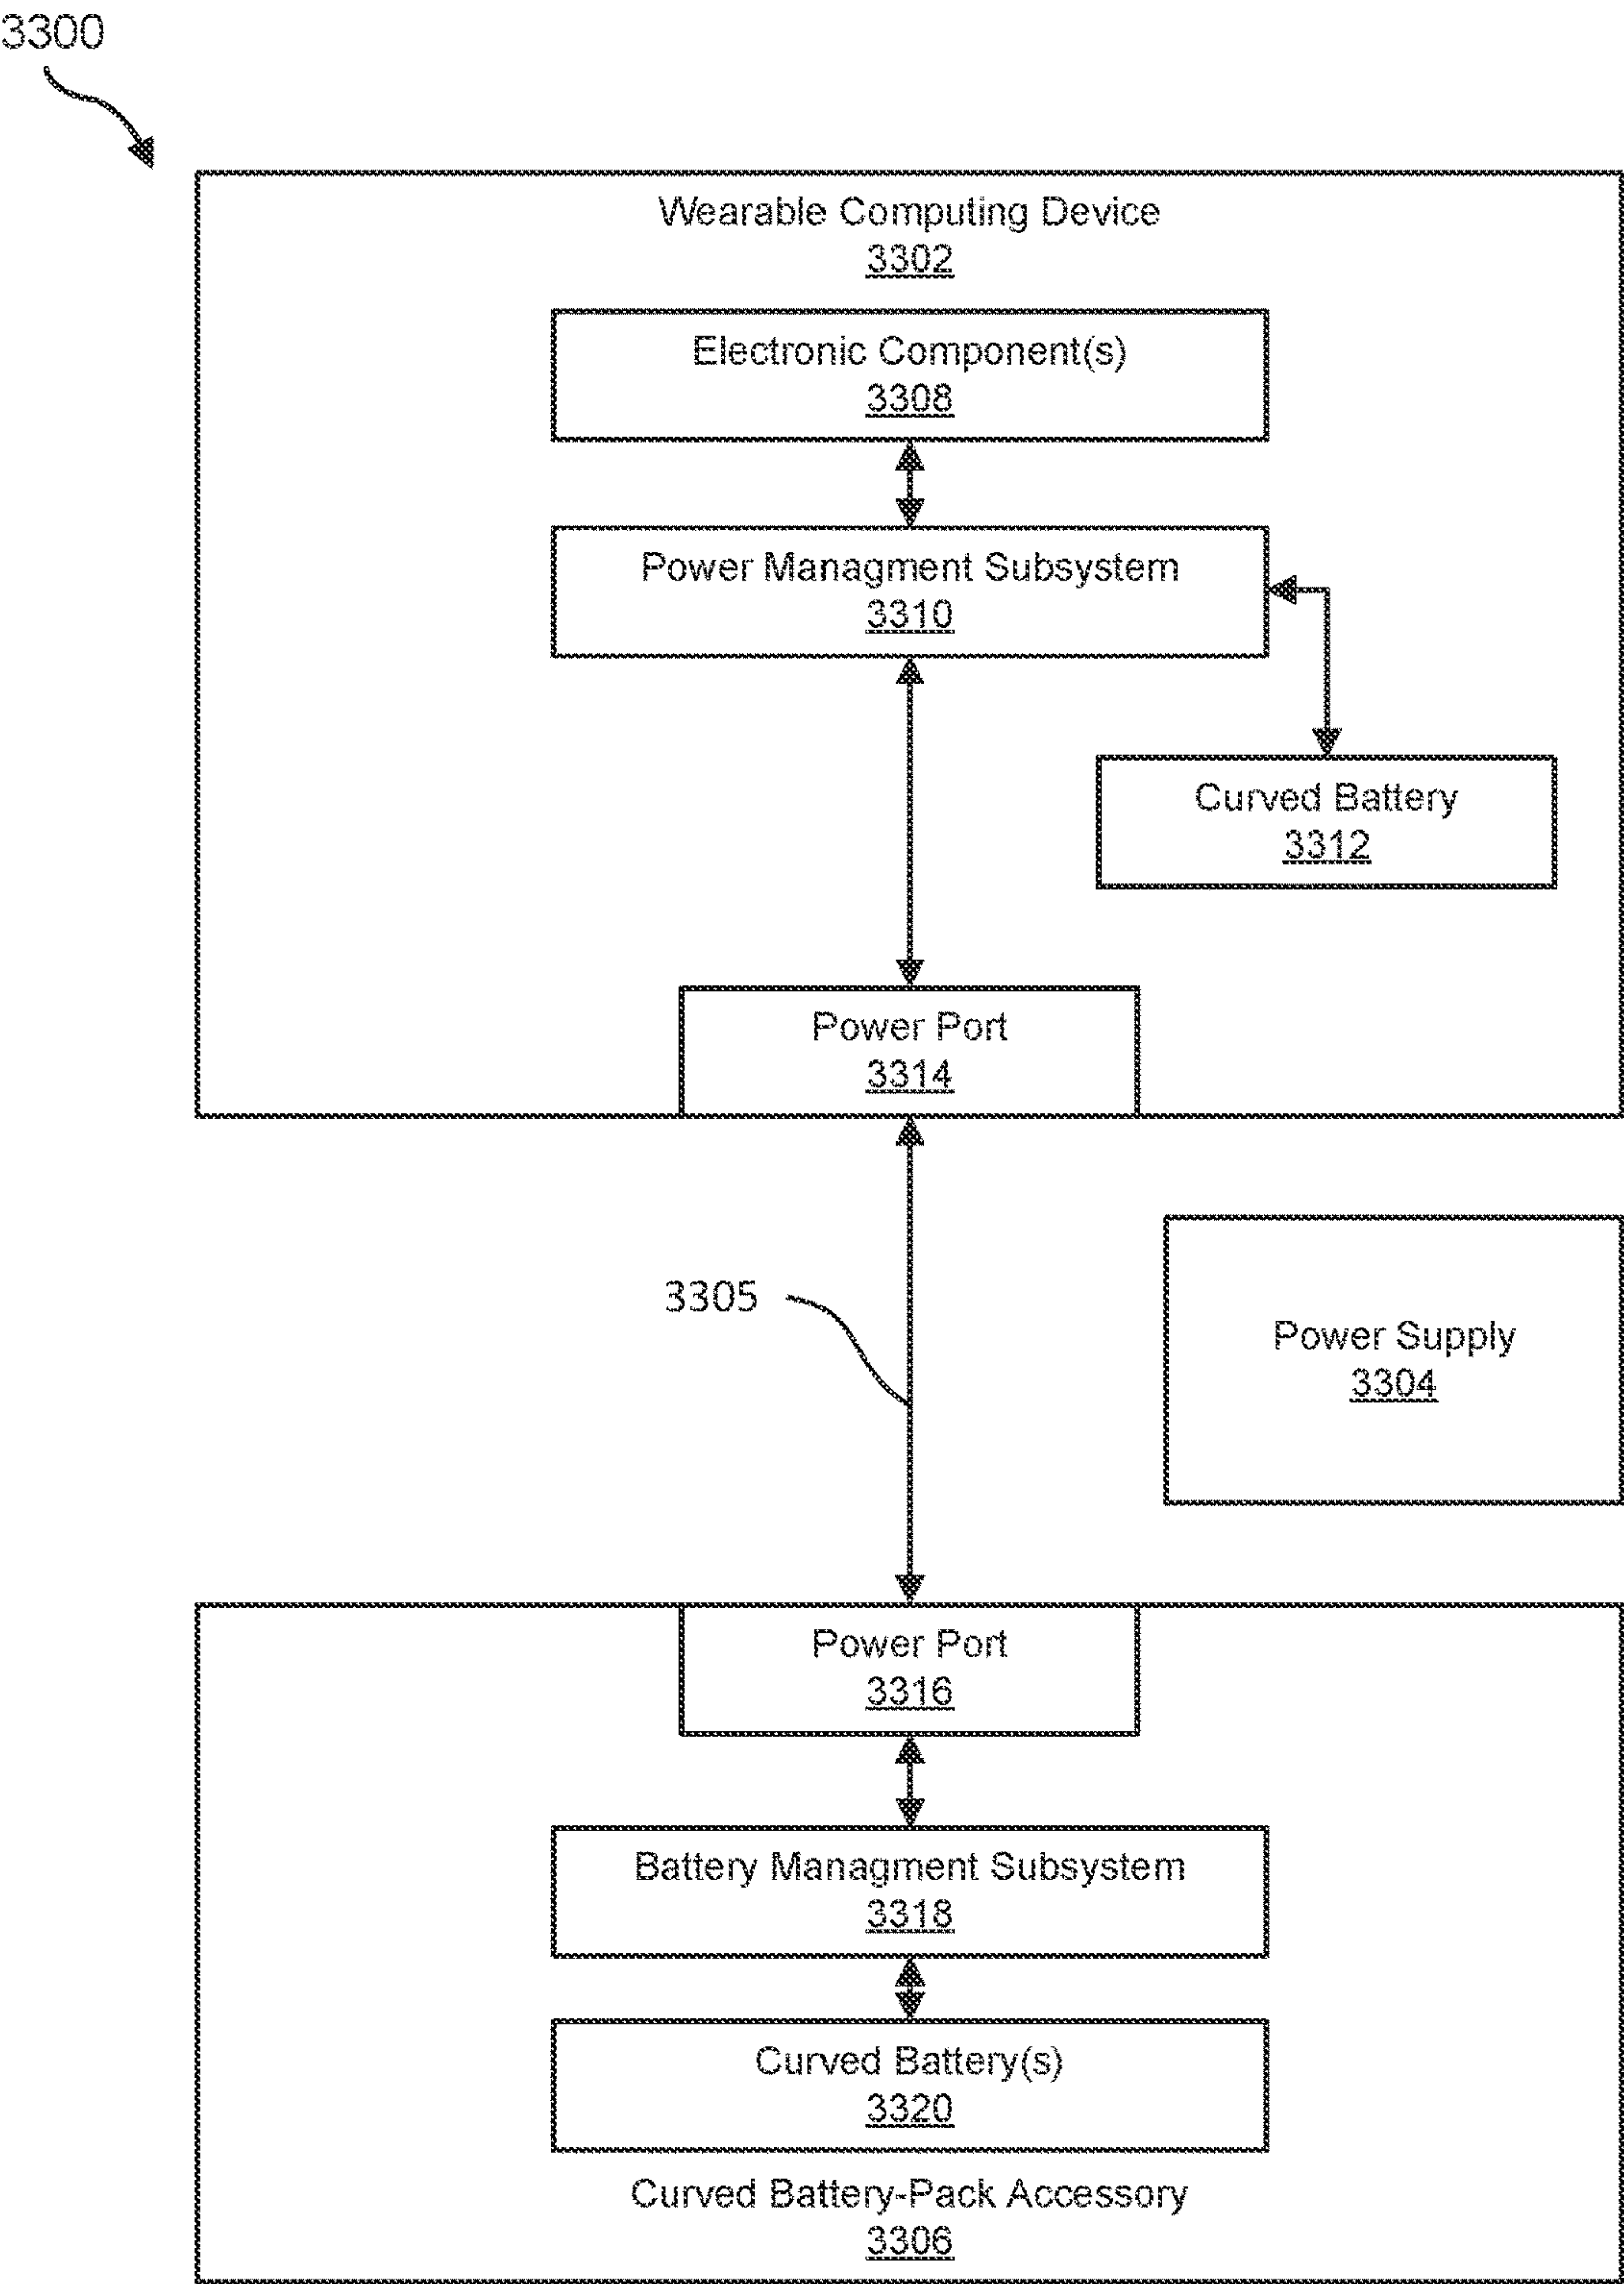 3300
Wearable Computing Device
3302
Electronic Component(s)
3308
Power Managment Subsystem
3310
Curved Battery
3312
Power Port
3314
3305
Power Supply
3304
Power Port
3316
Battery Managment Subsystem
3318
Curved Battery(s)
3320
Curved Battery-Pack Accessory
3306